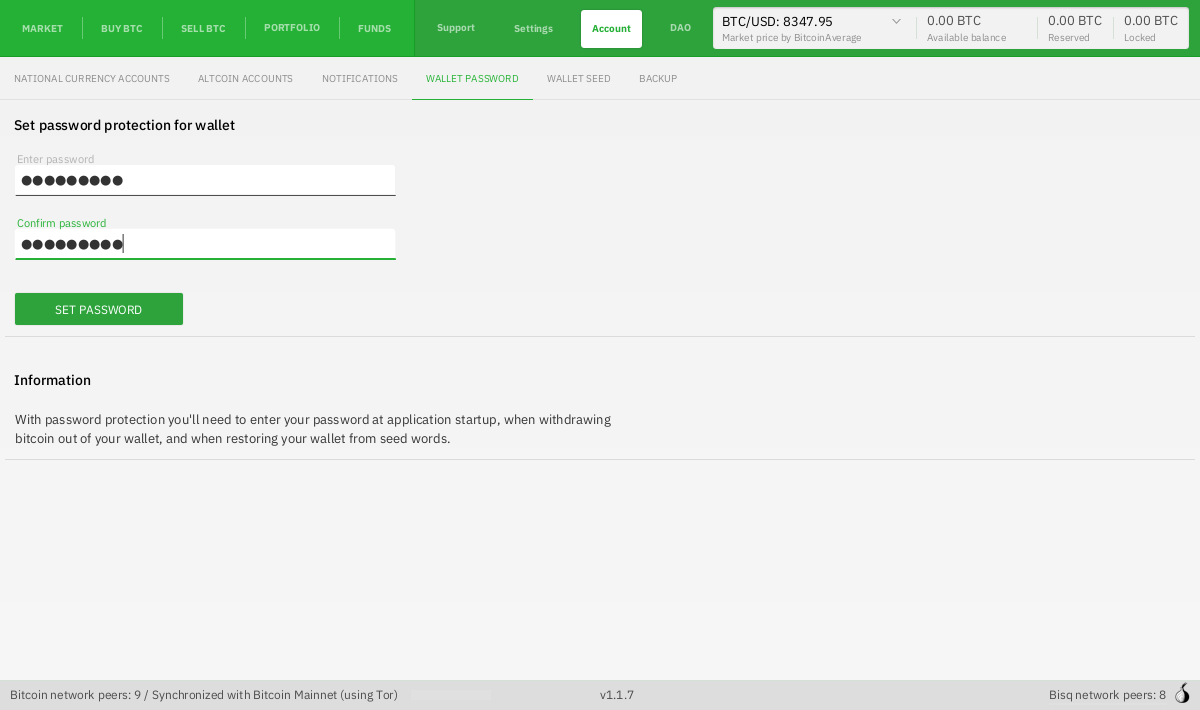 MARKET BUY BTC SELL BTC PORTFOLIO FUNDS Support Settings Account DAO
BTC/USD: 8347.95 0.00 BTC 0.00 BTC 0.00 BTC
Market price by BitcoinAverage Available balance Reserved Locked
NATIONAL CURRENCY ACCOUNTS ALTCOIN ACCOUNTS NOTIFICATIONS WALLET PASSWORD WALLET SEED BACKUP
Set password protection for wallet
Enter password
●●●●●●●●●
Confirm password
●●●●●●●●●
SET PASSWORD
Information
With password protection you'll need to enter your password at application startup, when withdrawing
bitcoin out of your wallet, and when restoring your wallet from seed words.
Bitcoin network peers: 9 / Synchronized with Bitcoin Mainnet (using Tor) v1.1.7 Bisq network peers: 8